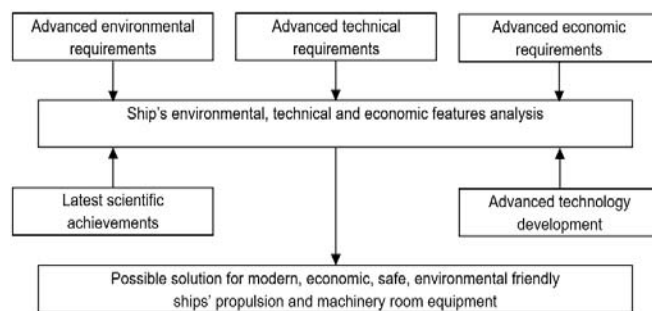 Advanced environmental
requirements
Advanced technical
requirements
Advanced economic
requirements
Ship's environmental, technical and economic features analysis
Latest scientific
achievements
Advanced technology
development
Possible solution for modern, economic, safe, environmental friendly
ships' propulsion and machinery room equipment